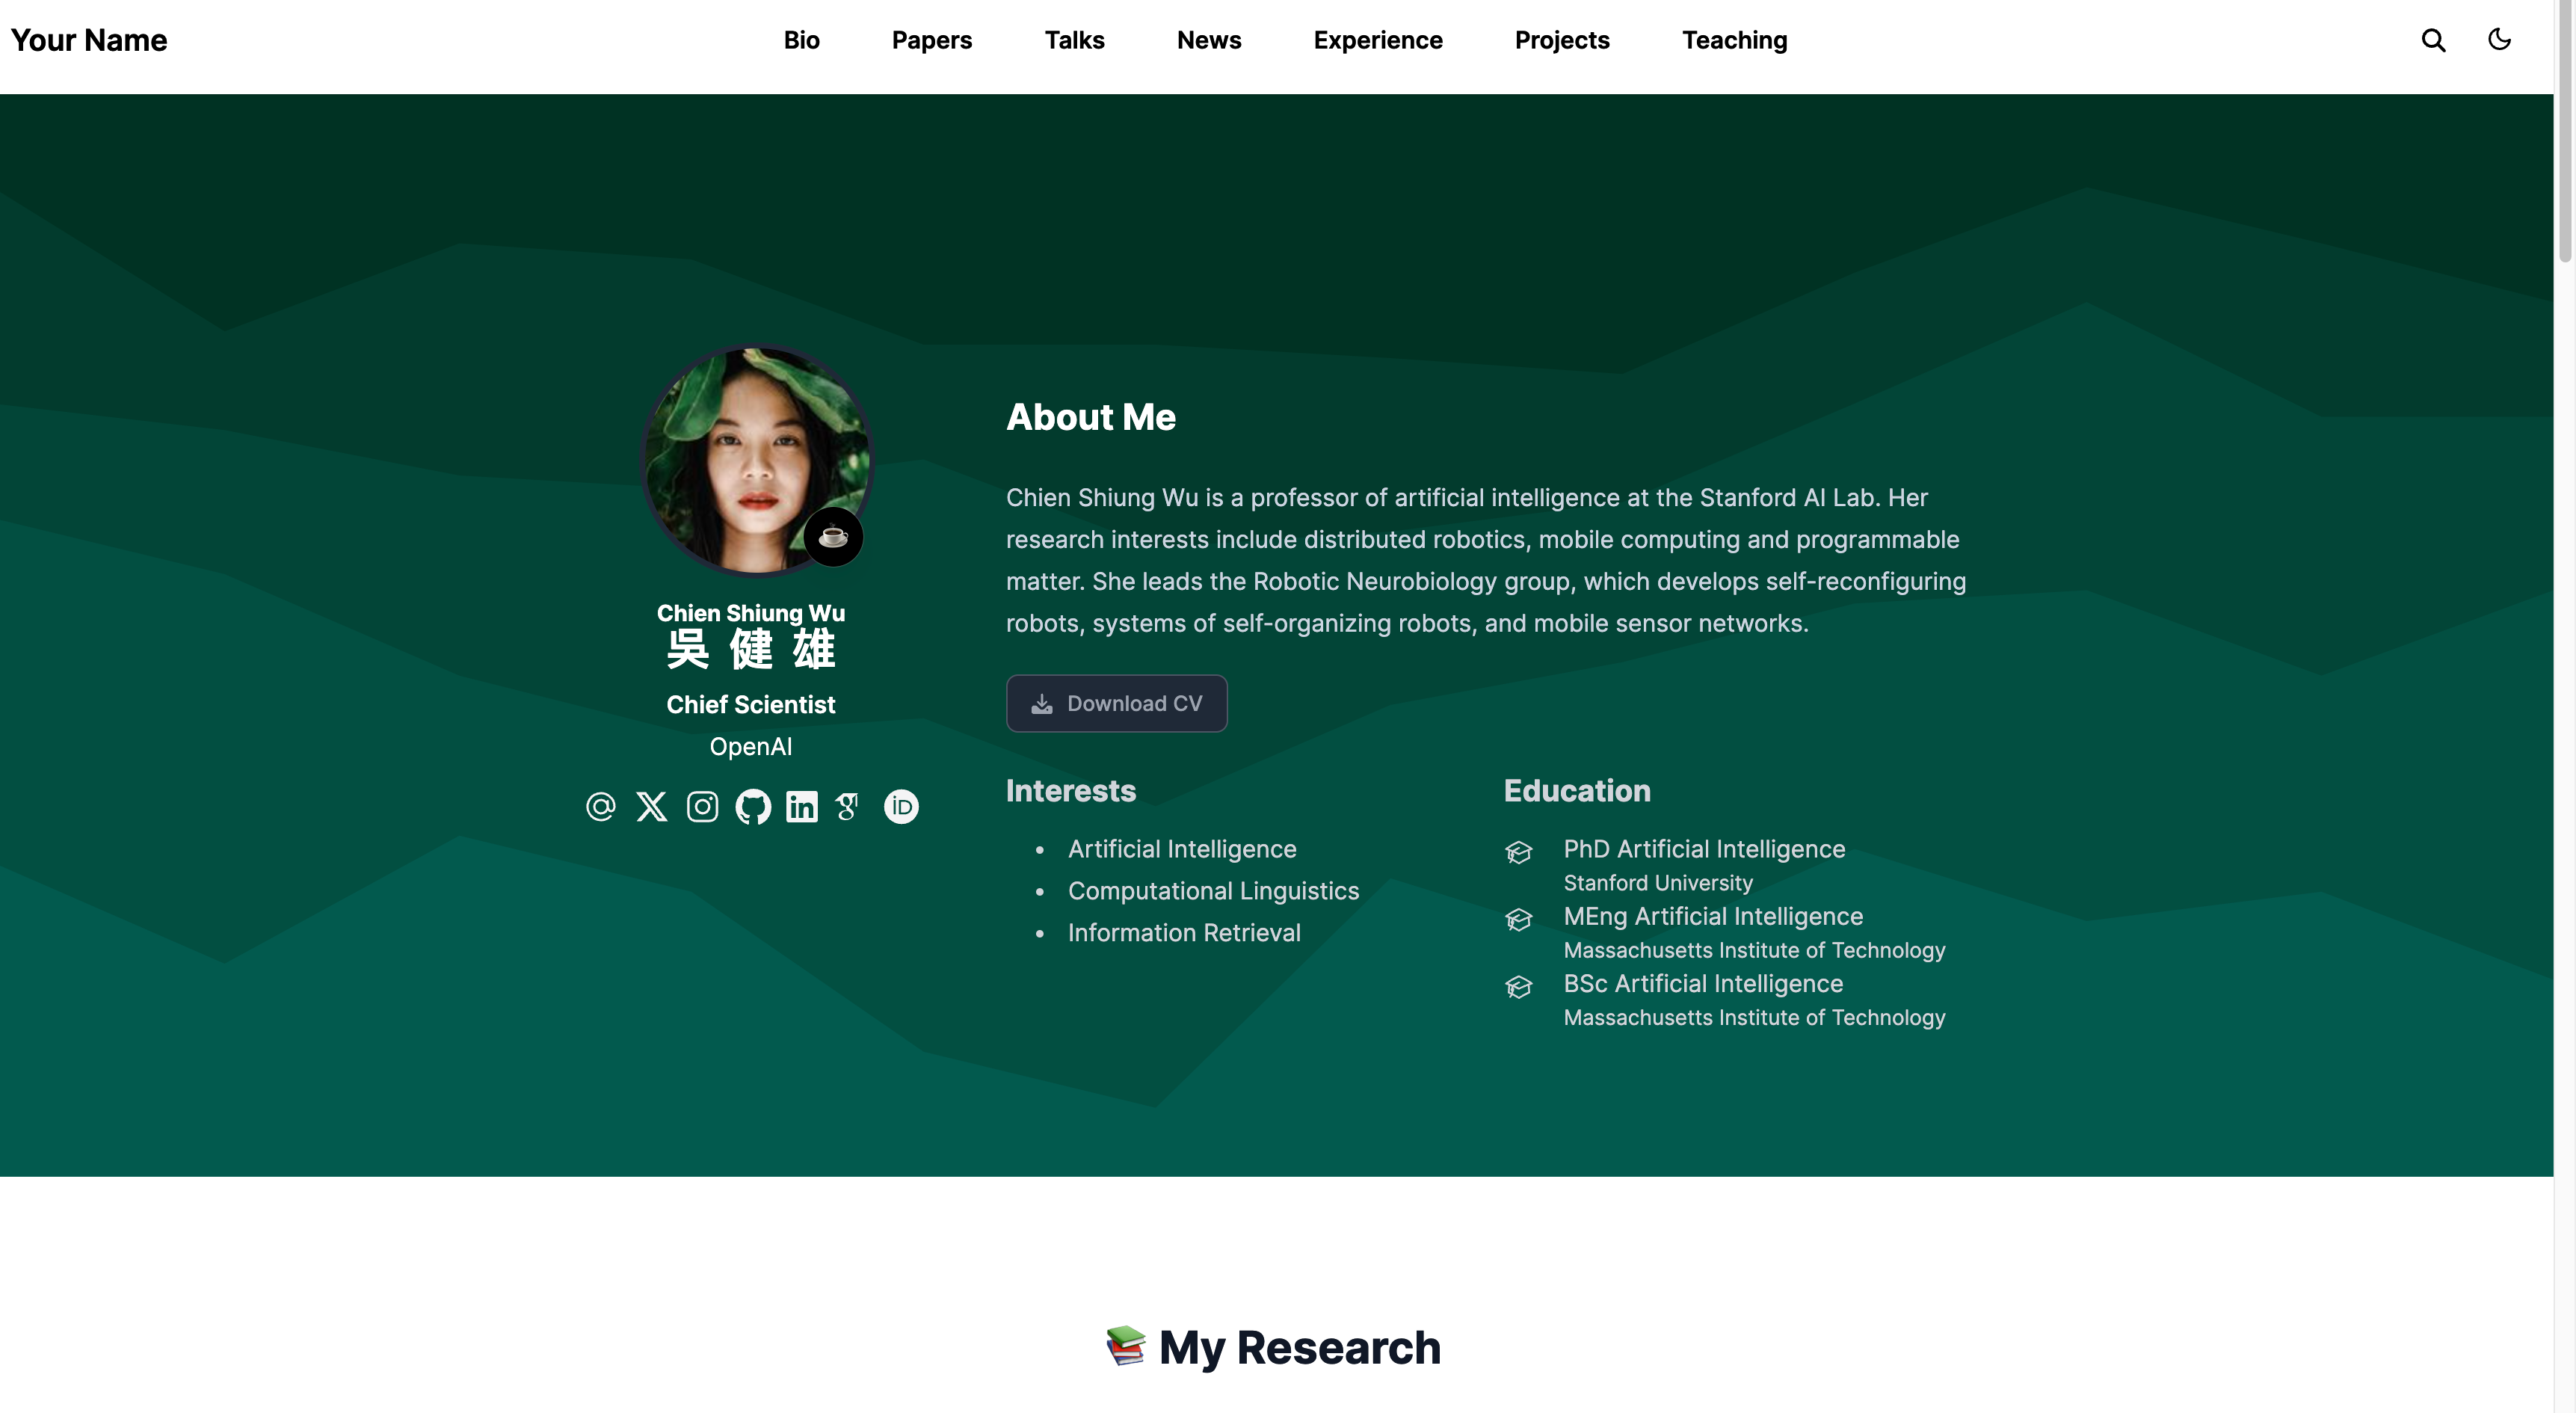 Your Name
Bio
Papers
Talks
News
Experience
Projects
Teaching
Chien Shiung Wu
吳健雄
Chief Scientist
OpenAI
About Me
Chien Shiung Wu is a professor of artificial intelligence at the Stanford AI Lab. Her
research interests include distributed robotics, mobile computing and programmable
matter. She leads the Robotic Neurobiology group, which develops self-reconfiguring
robots, systems of self-organizing robots, and mobile sensor networks.
Download CV
Interests
Artificial Intelligence
Computational Linguistics
Information Retrieval
Education
PhD Artificial Intelligence
Stanford University
MEng Artificial Intelligence
Massachusetts Institute of Technology
BSc Artificial Intelligence
Massachusetts Institute of Technology
My Research